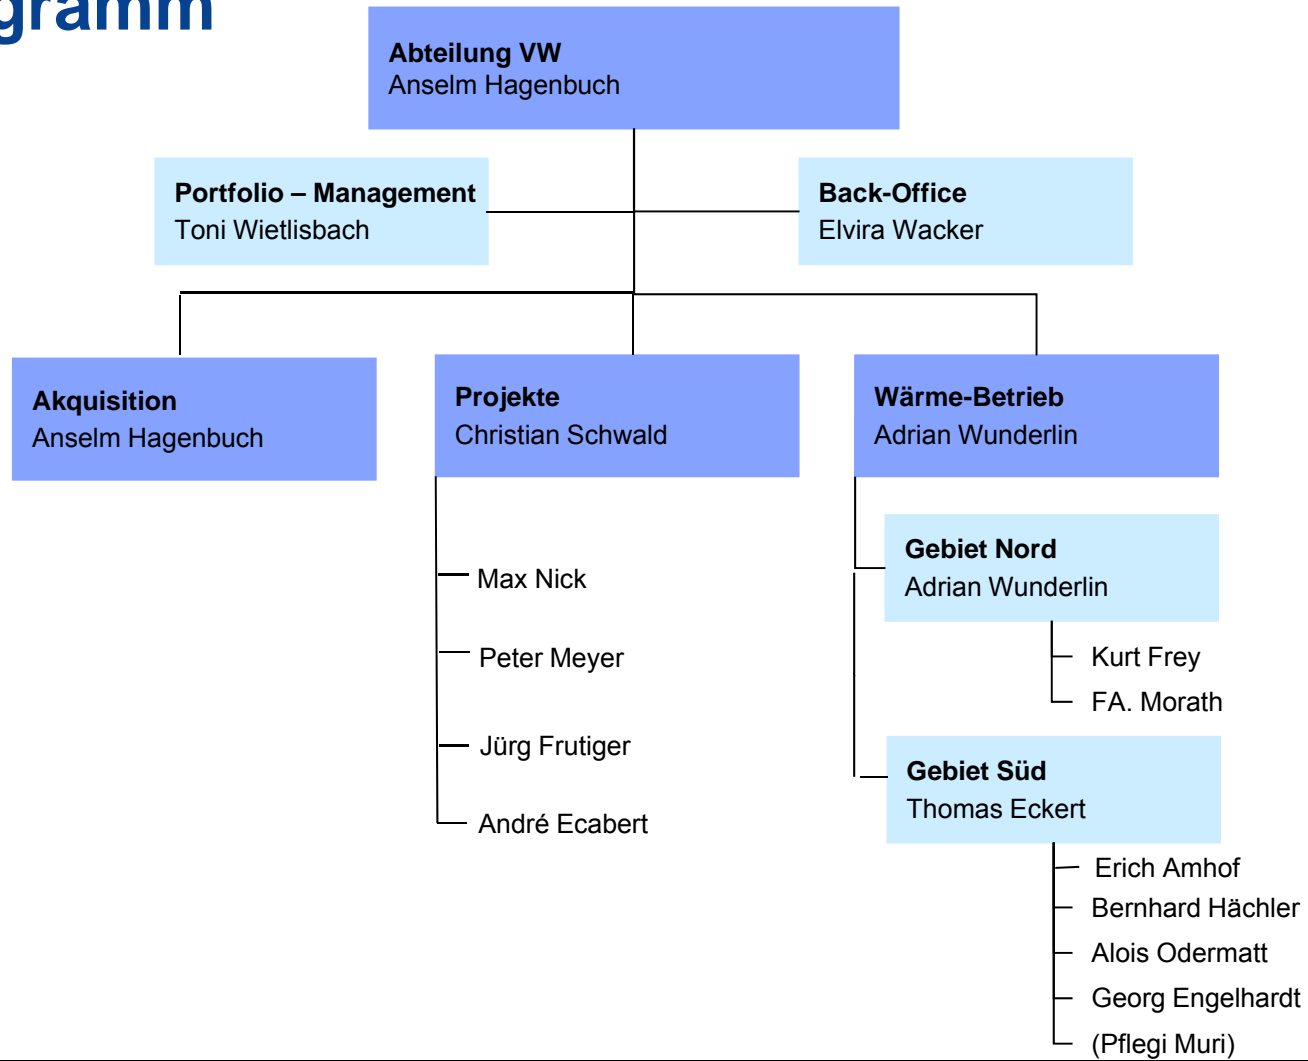 gramm
Abteilung VW
Anselm Hagenbuch
Portfolio – Management
Toni Wietlisbach
Back-Office
Elvira Wacker
Akquisition
Anselm Hagenbuch
Projekte
Christian Schwald
Max Nick
Peter Meyer
Jürg Frutiger
André Ecabert
Wärme-Betrieb
Adrian Wunderlin
Gebiet Nord
Adrian Wunderlin
Kurt Frey
FA. Morath
Gebiet Süd
Thomas Eckert
Erich Amhof
Bernhard Hächler
Alois Odermatt
Georg Engelhardt
(Pflegi Muri)